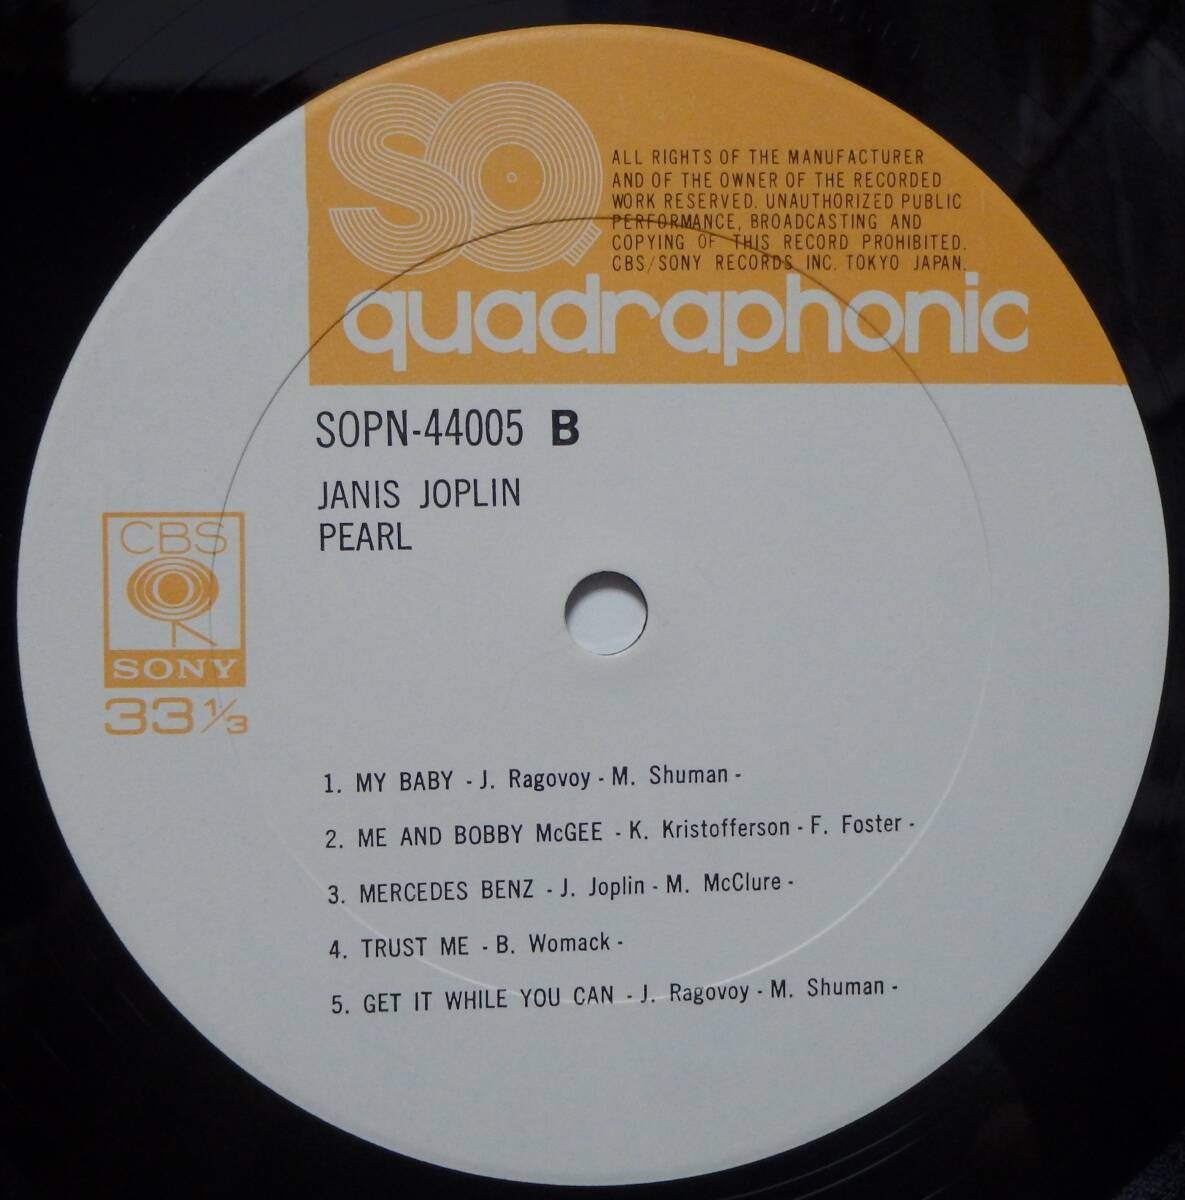 SQ
ALL RIGHTS OF THE MANUFACTURER
AND OF THE OWNER OF THE RECORDED
WORK RESERVED. UNAUTHORIZED PUBLIC
PERFORMANCE, BROADCASTING AND
COPYING OF THIS RECORD PROHIBITED.
CBS/SONY RECORDS INC. TOKYO JAPAN.
quadraphonic
SOPN-44005 B
JANIS JOPLIN
PEARL
CBS
SONY
33 1/3
1. MY BABY - J. Ragovoy - M. Shuman -
2. ME AND BOBBY McGEE - K. Kristofferson - F. Foster -
3. MERCEDES BENZ - J. Joplin - M. McClure -
4. TRUST ME - B. Womack -
5. GET IT WHILE YOU CAN - J. Ragovoy - M. Shuman -